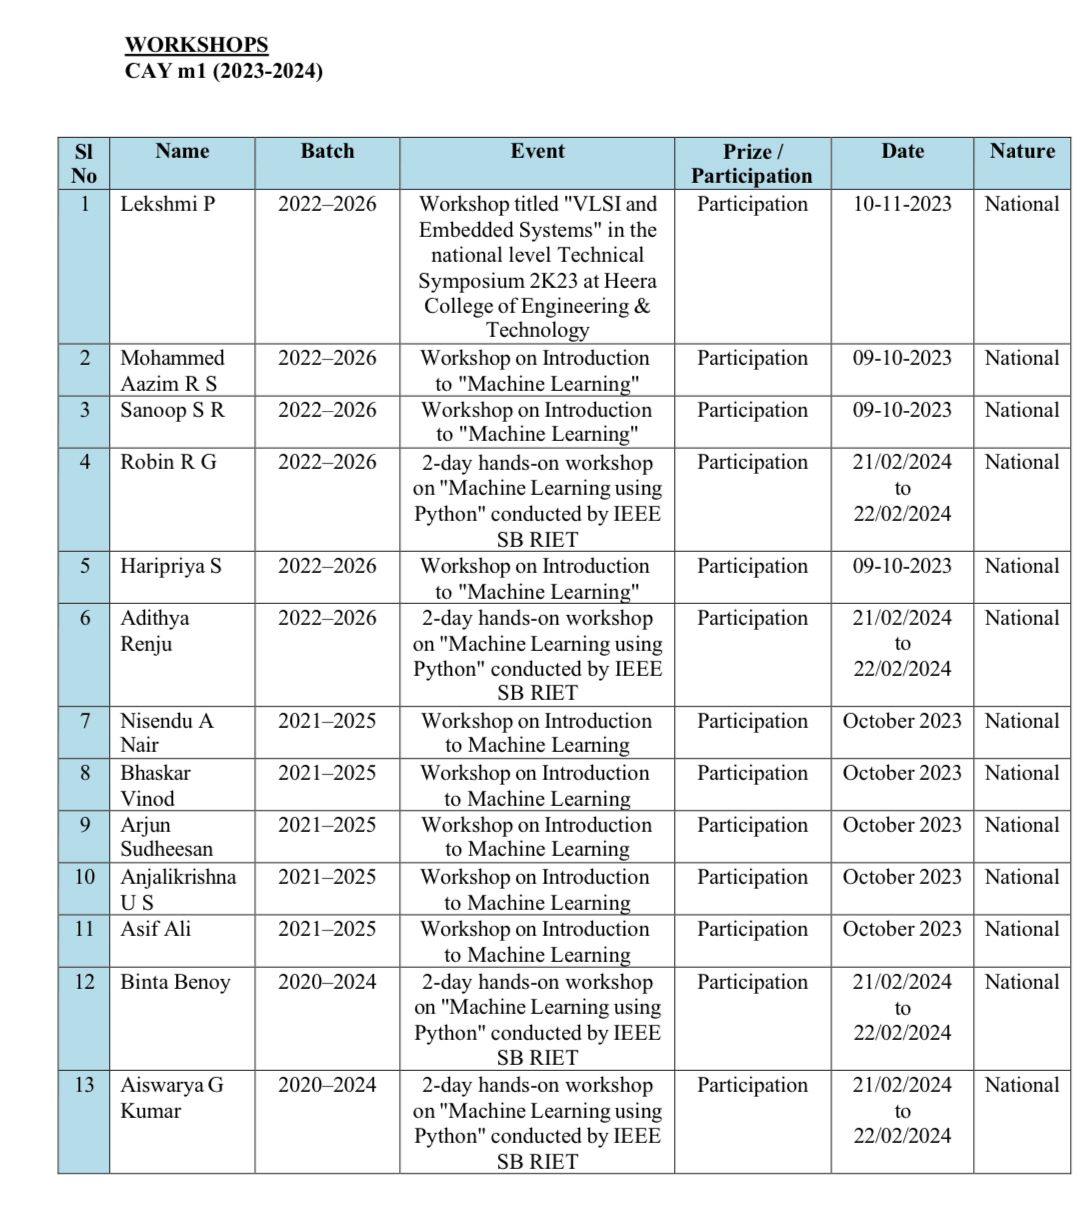 WORKSHOPS
CAY m1 (2023-2024)
Sl No | Name | Batch | Event | Prize / Participation | Date | Nature
1 | Lekshmi P | 2022–2026 | Workshop titled "VLSI and Embedded Systems" in the national level Technical Symposium 2K23 at Heera College of Engineering & Technology | Participation | 10-11-2023 | National
2 | Mohammed Aazim R S | 2022–2026 | Workshop on Introduction to "Machine Learning" | Participation | 09-10-2023 | National
3 | Sanoop S R | 2022–2026 | Workshop on Introduction to "Machine Learning" | Participation | 09-10-2023 | National
4 | Robin R G | 2022–2026 | 2-day hands-on workshop on "Machine Learning using Python" conducted by IEEE SB RIET | Participation | 21/02/2024 to 22/02/2024 | National
5 | Haripriya S | 2022–2026 | Workshop on Introduction to "Machine Learning" | Participation | 09-10-2023 | National
6 | Adithya Renju | 2022–2026 | 2-day hands-on workshop on "Machine Learning using Python" conducted by IEEE SB RIET | Participation | 21/02/2024 to 22/02/2024 | National
7 | Nisendu A Nair | 2021–2025 | Workshop on Introduction to Machine Learning | Participation | October 2023 | National
8 | Bhaskar Vinod | 2021–2025 | Workshop on Introduction to Machine Learning | Participation | October 2023 | National
9 | Arjun Sudheesan | 2021–2025 | Workshop on Introduction to Machine Learning | Participation | October 2023 | National
10 | Anjalikrishna U S | 2021–2025 | Workshop on Introduction to Machine Learning | Participation | October 2023 | National
11 | Asif Ali | 2021–2025 | Workshop on Introduction to Machine Learning | Participation | October 2023 | National
12 | Binta Benoy | 2020–2024 | 2-day hands-on workshop on "Machine Learning using Python" conducted by IEEE SB RIET | Participation | 21/02/2024 to 22/02/2024 | National
13 | Aiswarya G Kumar | 2020–2024 | 2-day hands-on workshop on "Machine Learning using Python" conducted by IEEE SB RIET | Participation | 21/02/2024 to 22/02/2024 | National